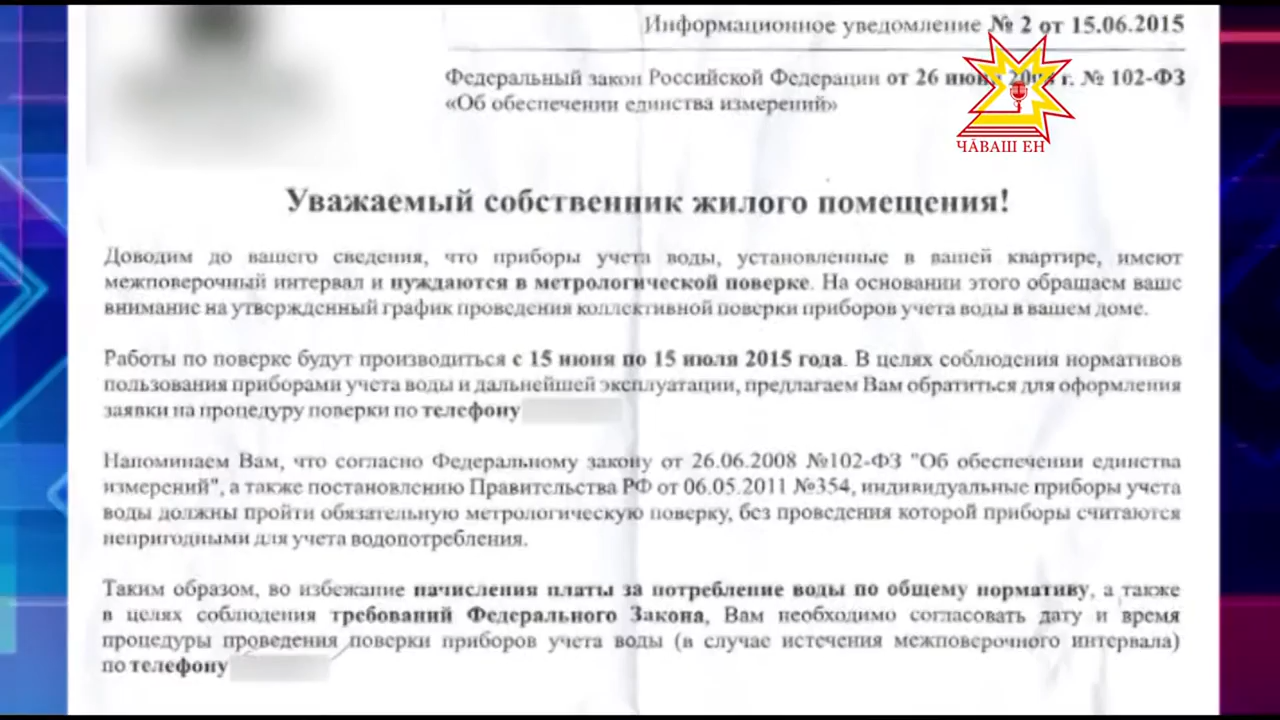 Информационное уведомление № 2 от 15.06.2015
Федеральный закон Российской Федерации от 26 июня 2008 г. № 102-ФЗ
«Об обеспечении единства измерений»
ЧӐВАШ ЕН
Уважаемый собственник жилого помещения!
Доводим до вашего сведения, что приборы учета воды, установленные в вашей квартире, имеют
межповерочный интервал и нуждаются в метрологической поверке. На основании этого обращаем ваше
внимание на утвержденный график проведения коллективной поверки приборов учета воды в вашем доме.
Работы по поверке будут производиться с 15 июня по 15 июля 2015 года. В целях соблюдения нормативов
пользования приборами учета воды и дальнейшей эксплуатации, предлагаем Вам обратиться для оформления
заявки на процедуру поверки по телефону
Напоминаем Вам, что согласно Федеральному закону от 26.06.2008 №102-ФЗ "Об обеспечении единства
измерений", а также постановлению Правительства РФ от 06.05.2011 №354, индивидуальные приборы учета
воды должны пройти обязательную метрологическую поверку, без проведения которой приборы считаются
непригодными для учета водопотребления.
Таким образом, во избежание начисления платы за потребление воды по общему нормативу, а также
в целях соблюдения требований Федерального Закона, Вам необходимо согласовать дату и время
процедуры проведения поверки приборов учета воды (в случае истечения межповерочного интервала)
по телефону